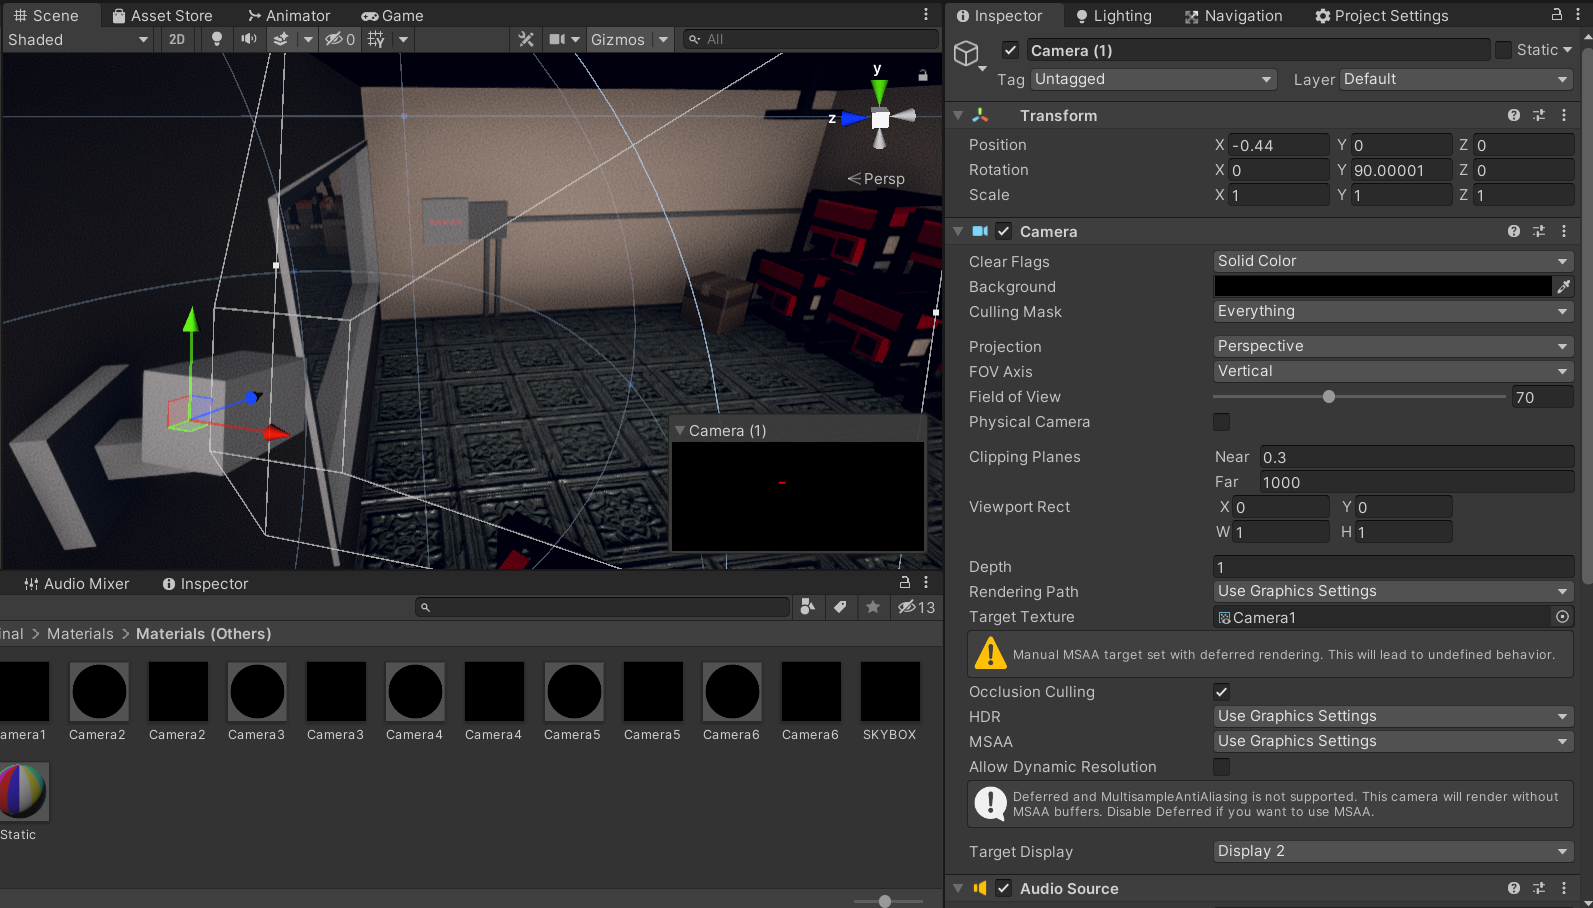 Scene
Asset Store
Animator
Game
Shaded
2D
0
Gizmos
All
y
z
Persp
Camera (1)
Audio Mixer
Inspector
13
inal > Materials > Materials (Others)
amera1
Camera2
Camera2
Camera3
Camera3
Camera4
Camera4
Camera5
Camera5
Camera6
Camera6
SKYBOX
Static
Inspector
Lighting
Navigation
Project Settings
Camera (1)
Static
Tag Untagged
Layer Default
Transform
Position X -0.44 Y 0 Z 0
Rotation X 0 Y 90.00001 Z 0
Scale X 1 Y 1 Z 1
Camera
Clear Flags Solid Color
Background
Culling Mask Everything
Projection Perspective
FOV Axis Vertical
Field of View 70
Physical Camera
Clipping Planes Near 0.3
Far 1000
Viewport Rect X 0 Y 0
W 1 H 1
Depth 1
Rendering Path Use Graphics Settings
Target Texture Camera1
Manual MSAA target set with deferred rendering. This will lead to undefined behavior.
Occlusion Culling
HDR Use Graphics Settings
MSAA Use Graphics Settings
Allow Dynamic Resolution
Deferred and MultisampleAntiAliasing is not supported. This camera will render without
MSAA buffers. Disable Deferred if you want to use MSAA.
Target Display Display 2
Audio Source